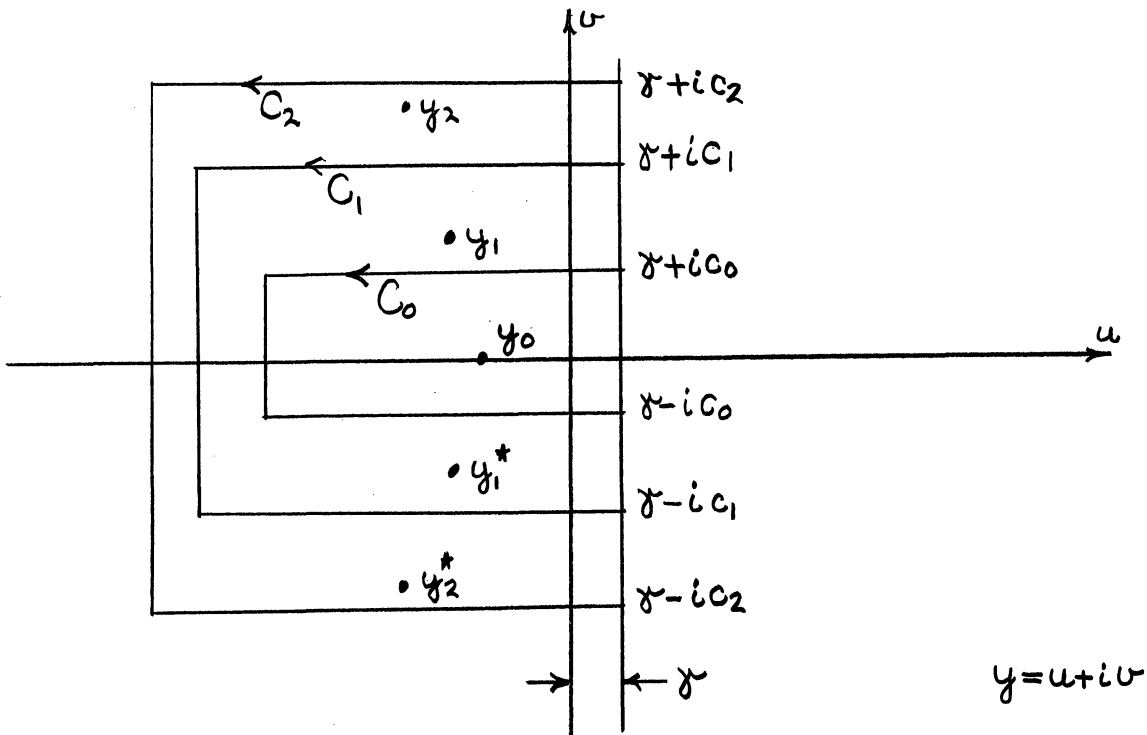 v
γ+ic₂
C₂
y₂
γ+ic₁
C₁
y₁
γ+ic₀
C₀
y₀
u
γ-ic₀
y₁*
γ-ic₁
y₂*
γ-ic₂
γ
y=u+iv